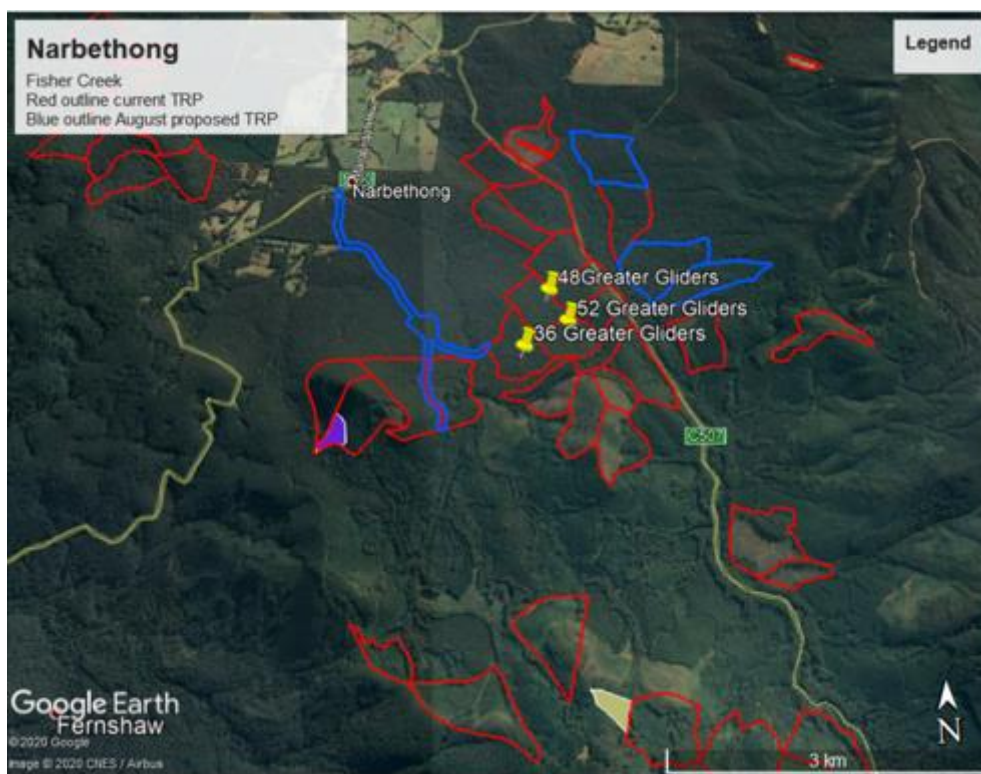 Narbethong
Fisher Creek
Red outline current TRP
Blue outline August proposed TRP
Legend
Narbethong
48Greater Gliders
52 Greater Gliders
36 Greater Gliders
C507
Google Earth
Fernshaw
© 2020 Google
Image © 2020 CNES / Airbus
3 km
N